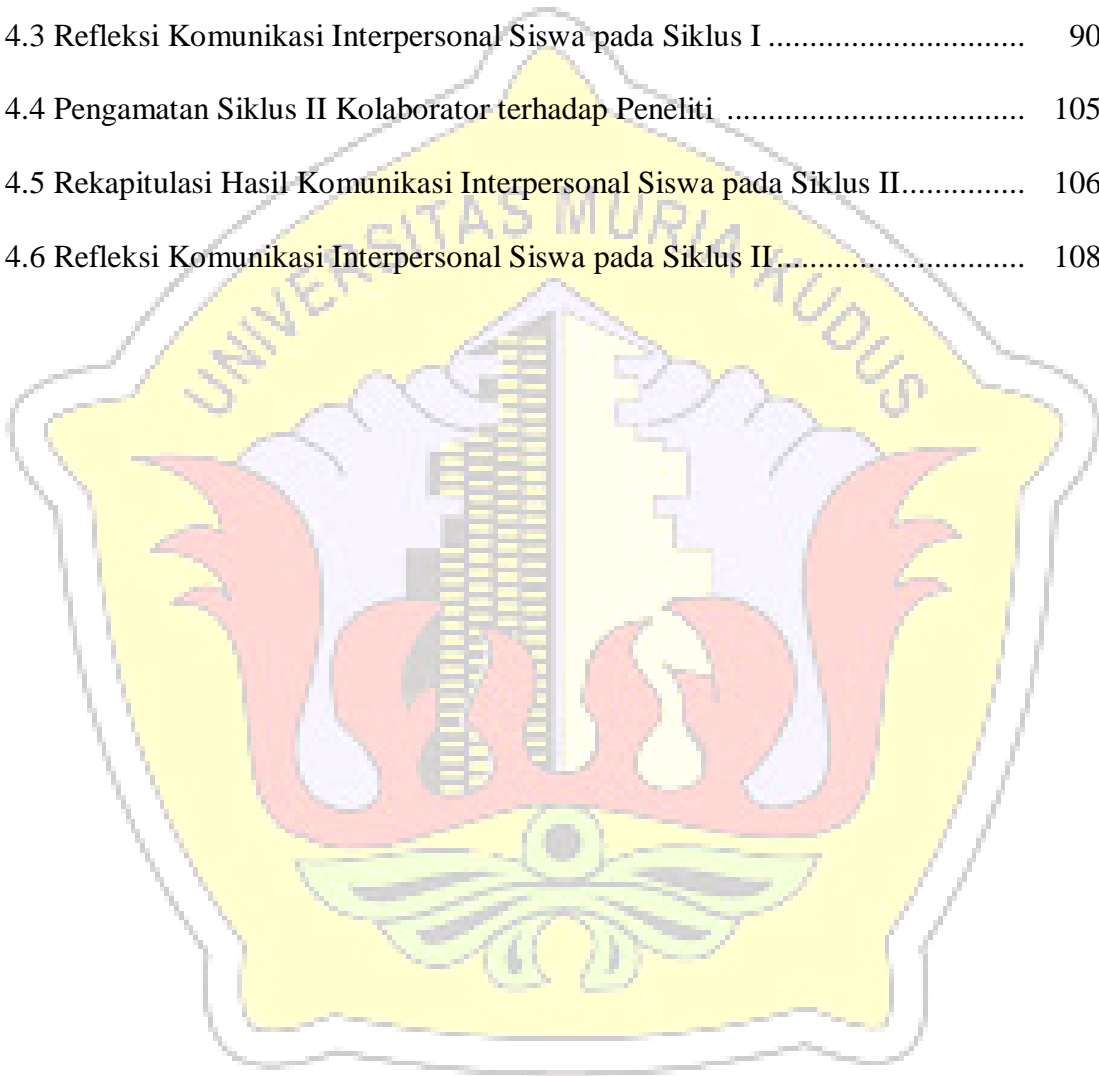 4.3 Refleksi Komunikasi Interpersonal Siswa pada Siklus I .............................. 90
4.4 Pengamatan Siklus II Kolaborator terhadap Peneliti ................................... 105
4.5 Rekapitulasi Hasil Komunikasi Interpersonal Siswa pada Siklus II............... 106
4.6 Refleksi Komunikasi Interpersonal Siswa pada Siklus II............................. 108
UNIVERSITAS MURIA KUDUS